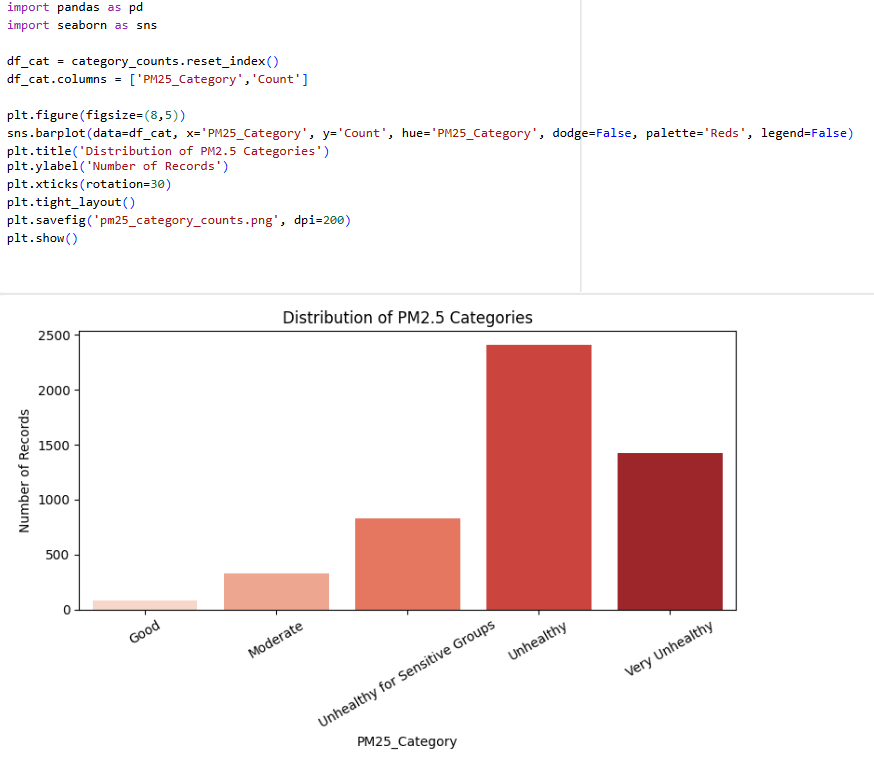 import pandas as pd
import seaborn as sns
df_cat = category_counts.reset_index()
df_cat.columns = ['PM25_Category','Count']
plt.figure(figsize=(8,5))
sns.barplot(data=df_cat, x='PM25_Category', y='Count', hue='PM25_Category', dodge=False, palette='Reds', legend=False)
plt.title('Distribution of PM2.5 Categories')
plt.ylabel('Number of Records')
plt.xticks(rotation=30)
plt.tight_layout()
plt.savefig('pm25_category_counts.png', dpi=200)
plt.show()
Distribution of PM2.5 Categories
Number of Records
2500
2000
1500
1000
500
0
Good
Moderate
Unhealthy for Sensitive Groups
Unhealthy
Very Unhealthy
PM25_Category